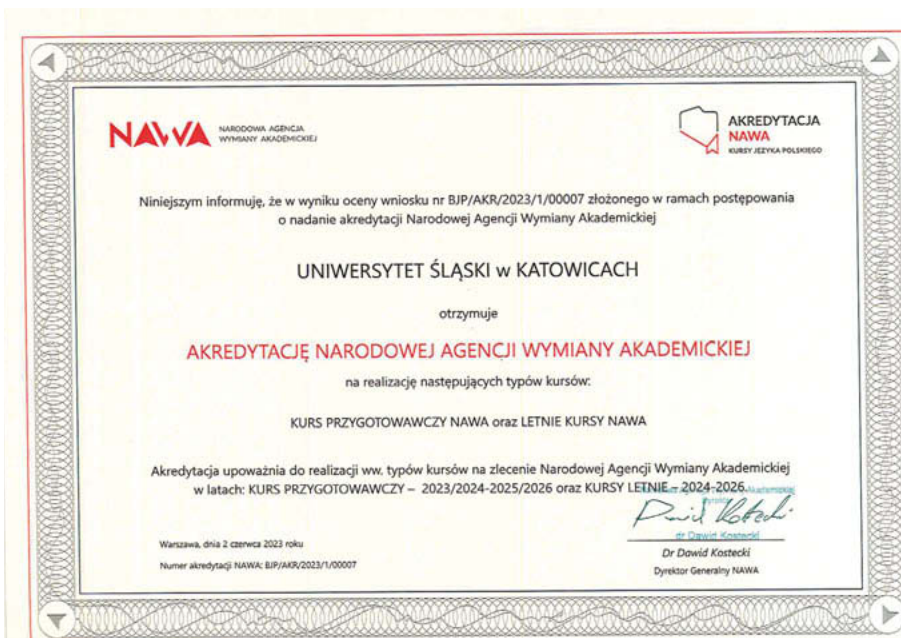 NAWA
NARODOWA AGENCJA
WYMIANY AKADEMICKIEJ
AKREDYTACJA
NAWA
KURSY JĘZYKA POLSKIEGO
Niniejszym informuję, że w wyniku oceny wniosku nr BJP/AKR/2023/1/00007 złożonego w ramach postępowania
o nadanie akredytacji Narodowej Agencji Wymiany Akademickiej
UNIWERSYTET ŚLĄSKI w KATOWICACH
otrzymuje
AKREDYTACJĘ NARODOWEJ AGENCJI WYMIANY AKADEMICKIEJ
na realizację następujących typów kursów:
KURS PRZYGOTOWAWCZY NAWA oraz LETNIE KURSY NAWA
Akredytacja upoważnia do realizacji ww. typów kursów na zlecenie Narodowej Agencji Wymiany Akademickiej
w latach: KURS PRZYGOTOWAWCZY – 2023/2024-2025/2026 oraz KURSY LETNIE – 2024-2026.
Dawid Kostecki
dr Dawid Kostecki
Dr Dawid Kostecki
Dyrektor Generalny NAWA
Warszawa, dnia 2 czerwca 2023 roku
Numer akredytacji NAWA: BJP/AKR/2023/1/00007